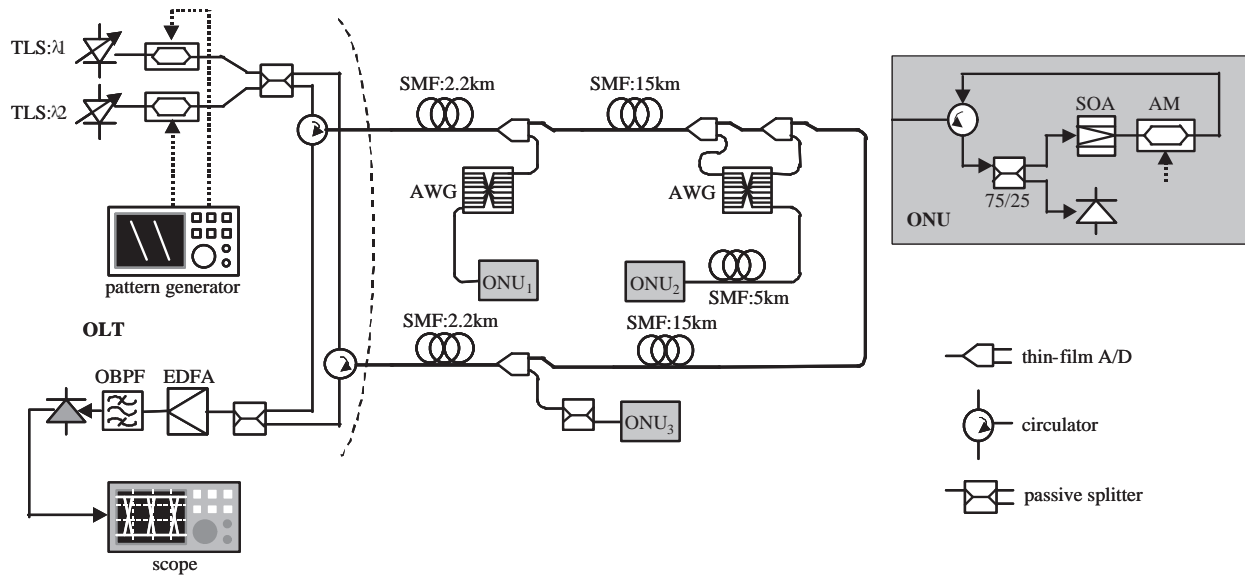 TLS:λ1
TLS:λ2
pattern generator
OLT
OBPF EDFA
scope
SMF:2.2km
SMF:15km
AWG
AWG
ONU1
ONU2
SMF:5km
SMF:2.2km
SMF:15km
ONU3
SOA AM
75/25
ONU
thin-film A/D
circulator
passive splitter